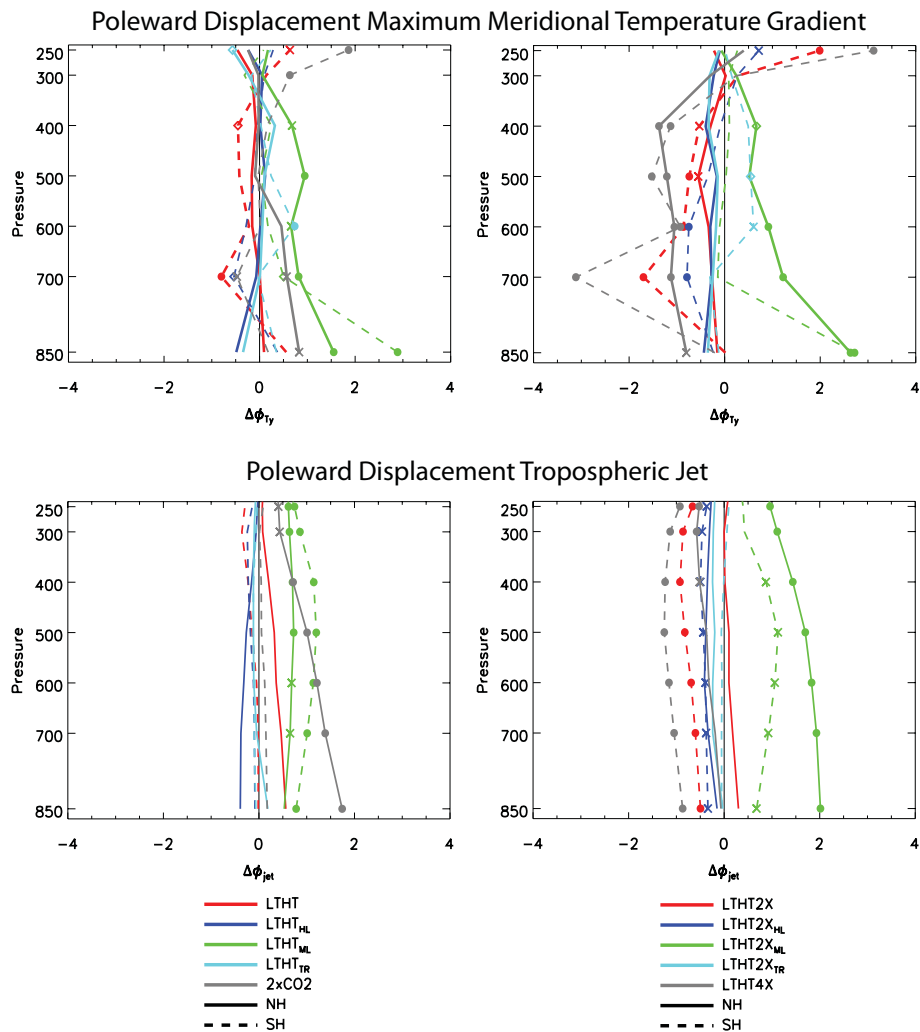 Poleward Displacement Maximum Meridional Temperature Gradient
250
300
400
500
600
700
850
Pressure
-4 -2 0 2 4
Δϕ_Ty
250
300
400
500
600
700
850
Pressure
-4 -2 0 2 4
Δϕ_Ty
Poleward Displacement Tropospheric Jet
250
300
400
500
600
700
850
Pressure
-4 -2 0 2 4
Δϕ_jet
250
300
400
500
600
700
850
Pressure
-4 -2 0 2 4
Δϕ_jet
LTHT
LTHT_HL
LTHT_ML
LTHT_TR
2xCO2
NH
SH
LTHT2X
LTHT2X_HL
LTHT2X_ML
LTHT2X_TR
LTHT4X
NH
SH